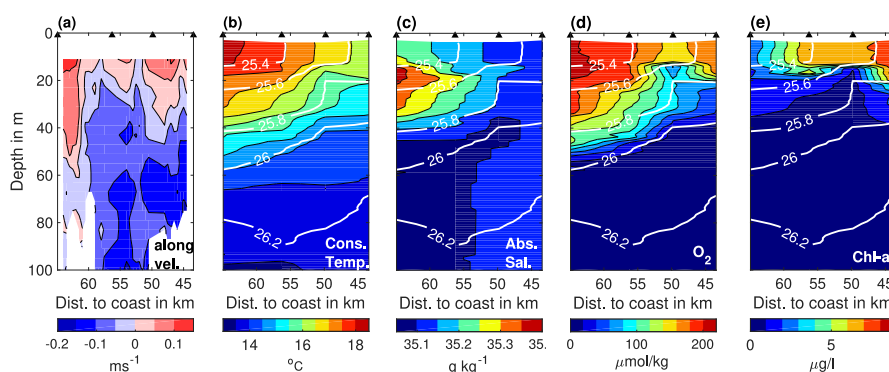 (a)
(b)
(c)
(d)
(e)
0
20
40
60
80
100
Depth in m
along
vel.
Cons.
Temp.
Abs.
Sal.
O2
Chl-a
25.4
25.6
25.8
26
26.2
25.4
25.6
25.8
26
26.2
25.4
25.6
25.8
26
26.2
25.4
25.6
25.8
26
26.2
60 55 50 45
60 55 50 45
60 55 50 45
60 55 50 45
60 55 50 45
Dist. to coast in km
Dist. to coast in km
Dist. to coast in km
Dist. to coast in km
Dist. to coast in km
-0.2 -0.1 0 0.1
14 16 18
35.1 35.2 35.3 35.
0 100 200
0 5
ms-1
oC
g kg-1
μmol/kg
μg/l